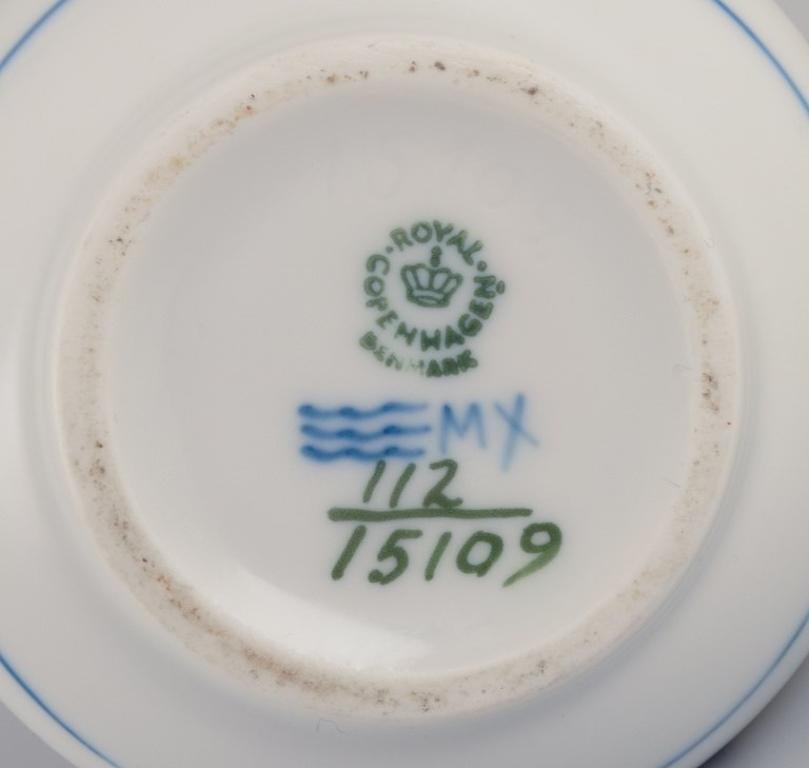 ROYAL
COPENHAGEN
DENMARK
MX
112
15109